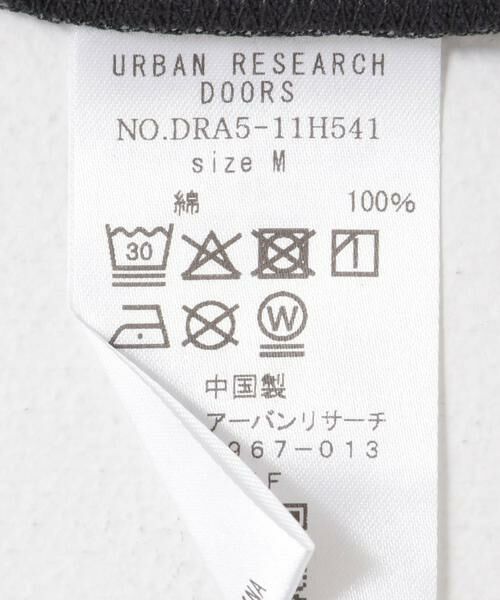 URBAN RESEARCH
DOORS
NO.DRA5-11H541
size M
綿 100%
30
W
中国製
アーバンリサーチ
967-013
F